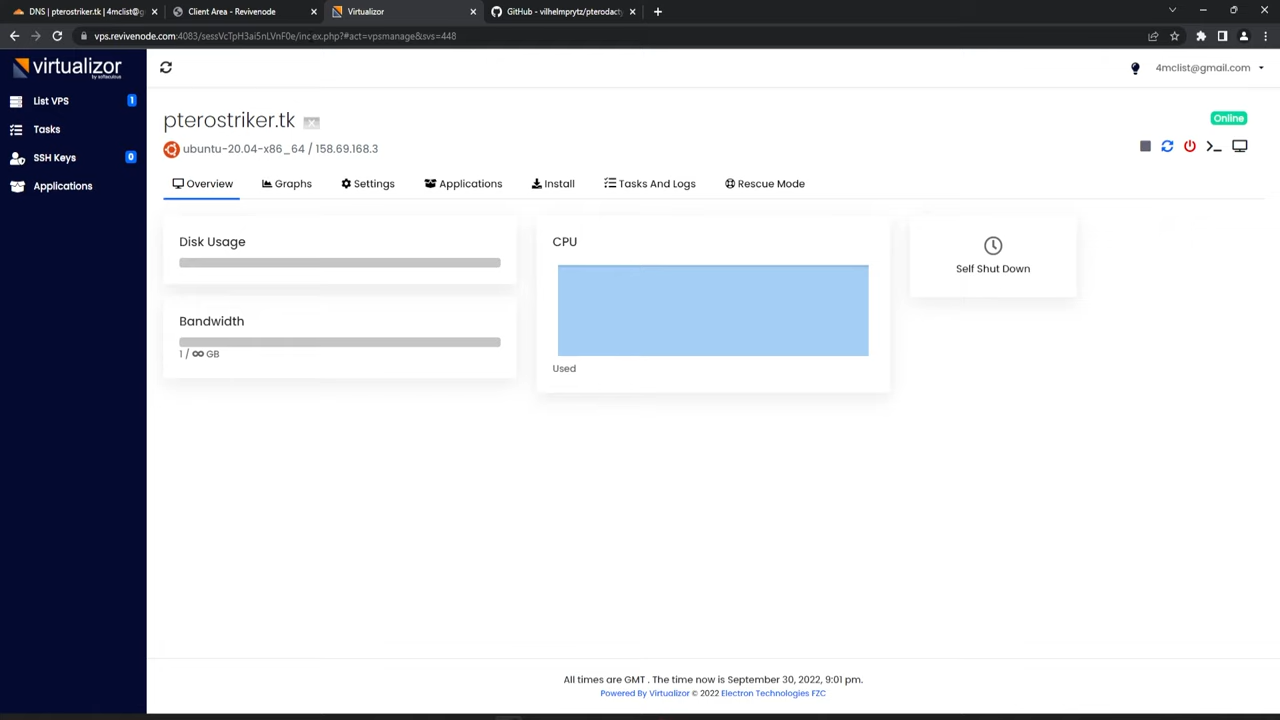 DNS | pterostriker.tk | 4mclist@g
Client Area - Revivenode
Virtualizor
GitHub - vilhelmprytz/pterodacty
vps.revivenode.com:4083/sessVcTpH3ai5nLVnF0e/index.php?#act=vpsmanage&svs=448
virtualizor
by softaculous
4mclist@gmail.com
List VPS 1
Tasks
SSH Keys 0
Applications
pterostriker.tk
Online
ubuntu-20.04-x86_64 / 158.69.168.3
Overview Graphs Settings Applications Install Tasks And Logs Rescue Mode
Disk Usage
CPU
Self Shut Down
Bandwidth
1 / ∞ GB
Used
All times are GMT . The time now is September 30, 2022, 9:01 pm.
Powered By Virtualizor © 2022 Electron Technologies FZC